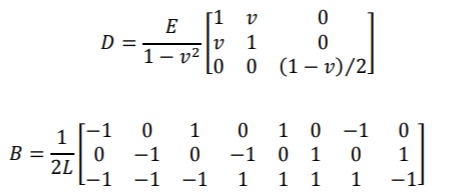 D = E / (1 − v²) [1 v 0; v 1 0; 0 0 (1 − v)/2]
B = 1 / 2L [−1 0 1 0 1 0 −1 0; 0 −1 0 −1 0 1 0 1; −1 −1 −1 1 1 1 1 −1]